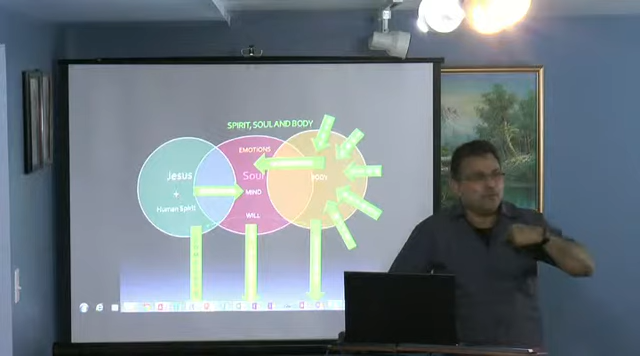 SPIRIT, SOUL AND BODY
EMOTIONS
Jesus
Soul
BODY
+
MIND
Human Spirit
WILL